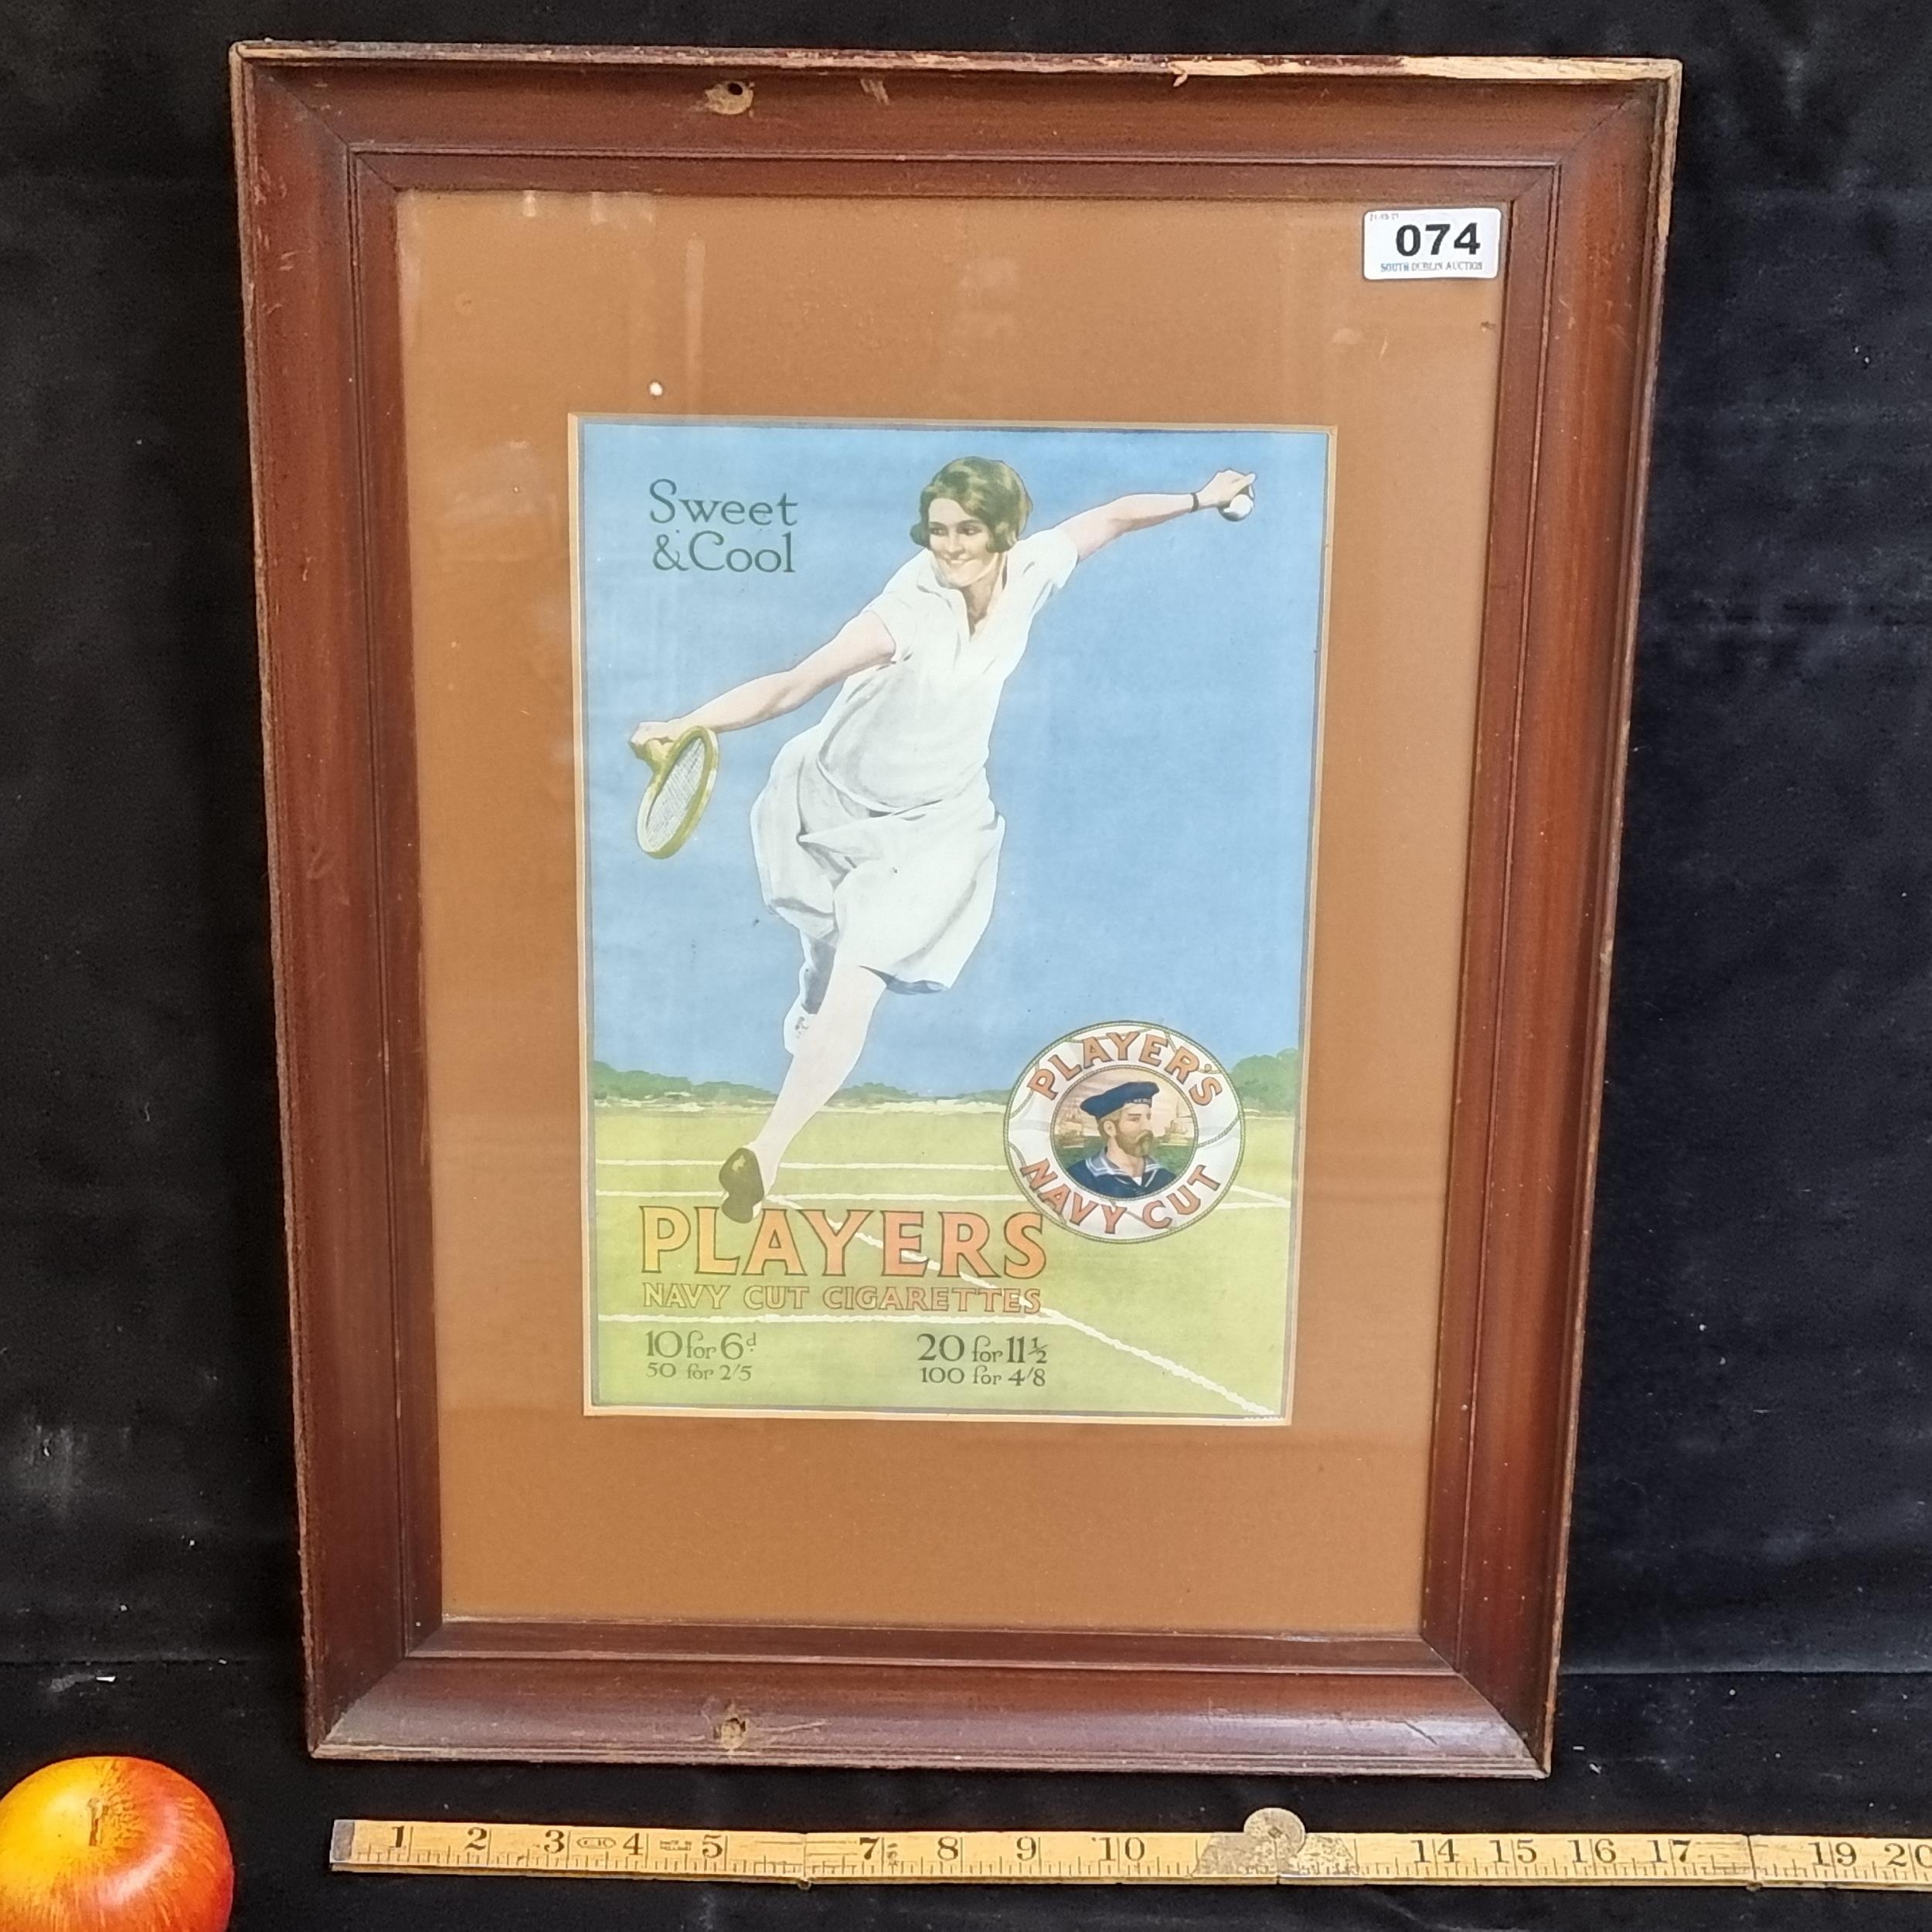 074
SOUTH DUBLIN AUCTION
Sweet
& Cool
PLAYER'S
NAVY CUT
PLAYERS
NAVY CUT CIGARETTES
10 for 6d.
20 for 11½
50 for 2/5
100 for 4/8
1 2 3 4 5 7 8 9 10 14 15 16 17 19 20